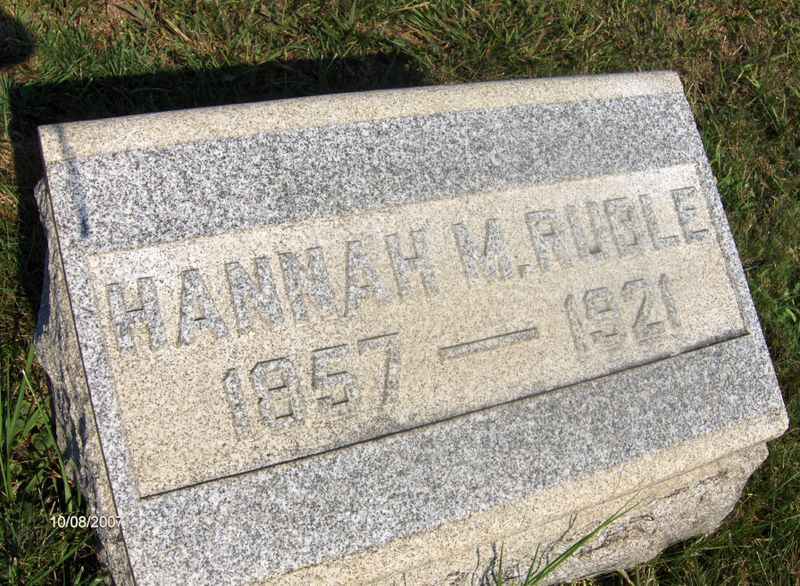 HANNAH M. RUBLE
1857 — 1921
10/08/2007